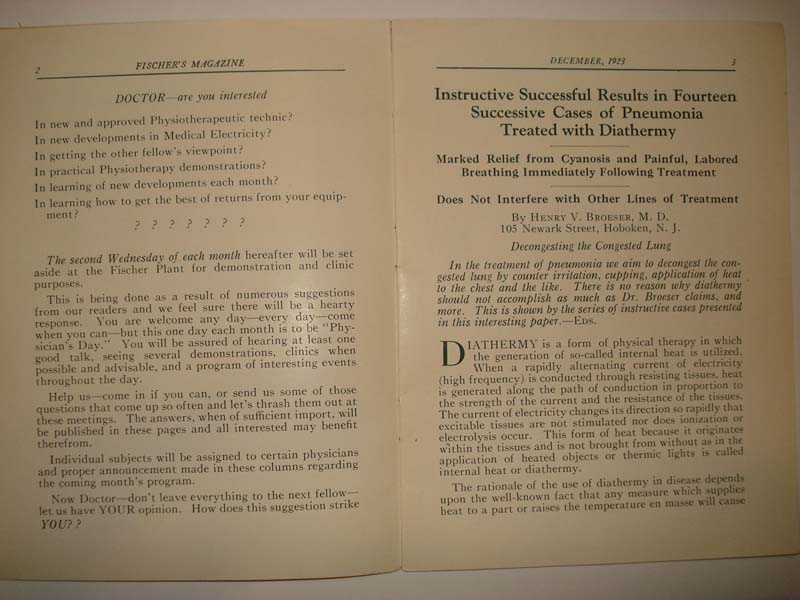 2
FISCHER'S MAGAZINE
DOCTOR—are you interested
In new and approved Physiotherapeutic technic?
In new developments in Medical Electricity?
In getting the other fellow's viewpoint?
In practical Physiotherapy demonstrations?
In learning of new developments each month?
In learning how to get the best of returns from your equip-
ment?
? ? ? ? ? ? ?
The second Wednesday of each month hereafter will be set
aside at the Fischer Plant for demonstration and clinic
purposes.
This is being done as a result of numerous suggestions
from our readers and we feel sure there will be a hearty
response. You are welcome any day—every day—come
when you can—but this one day each month is to be "Phy-
sician's Day." You will be assured of hearing at least one
good talk, seeing several demonstrations, clinics when
possible and advisable, and a program of interesting events
throughout the day.
Help us—come in if you can, or send us some of those
questions that come up so often and let's thrash them out at
these meetings. The answers, when of sufficient import, will
be published in these pages and all interested may benefit
therefrom.
Individual subjects will be assigned to certain physicians
and proper announcement made in these columns regarding
the coming month's program.
Now Doctor—don't leave everything to the next fellow—
let us have YOUR opinion. How does this suggestion strike
YOU??
DECEMBER, 1923
3
Instructive Successful Results in Fourteen
Successive Cases of Pneumonia
Treated with Diathermy
Marked Relief from Cyanosis and Painful, Labored
Breathing Immediately Following Treatment
Does Not Interfere with Other Lines of Treatment
By HENRY V. BROESER, M. D.
105 Newark Street, Hoboken, N. J.
Decongesting the Congested Lung
In the treatment of pneumonia we aim to decongest the con-
gested lung by counter irritation, cupping, application of heat
to the chest and the like. There is no reason why diathermy
should not accomplish as much as Dr. Broeser claims, and
more. This is shown by the series of instructive cases presented
in this interesting paper.—EDS.
DIATHERMY is a form of physical therapy in which
the generation of so-called internal heat is utilized.
When a rapidly alternating current of electricity
(high frequency) is conducted through resisting tissues, heat
is generated along the path of conduction in proportion to
the strength of the current and the resistance of the tissues.
The current of electricity changes its direction so rapidly that
excitable tissues are not stimulated nor does ionization or
electrolysis occur. This form of heat because it originates
within the tissues and is not brought from without as in the
application of heated objects or thermic lights is called
internal heat or diathermy.
The rationale of the use of diathermy in disease depends
upon the well-known fact that any measure which supplies
heat to a part or raises the temperature en masse will cause